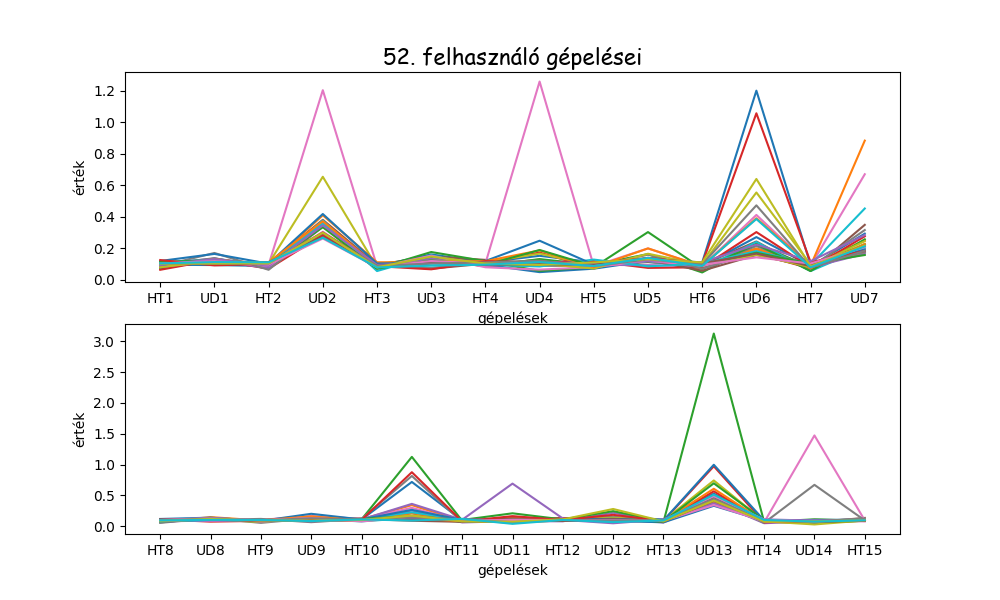 52. felhasználó gépelései
1.2
1.0
0.8
0.6
0.4
0.2
0.0
érték
HT1 UD1 HT2 UD2 HT3 UD3 HT4 UD4 HT5 UD5 HT6 UD6 HT7 UD7
gépelések
3.0
2.5
2.0
1.5
1.0
0.5
0.0
érték
HT8 UD8 HT9 UD9 HT10 UD10 HT11 UD11 HT12 UD12 HT13 UD13 HT14 UD14 HT15
gépelések